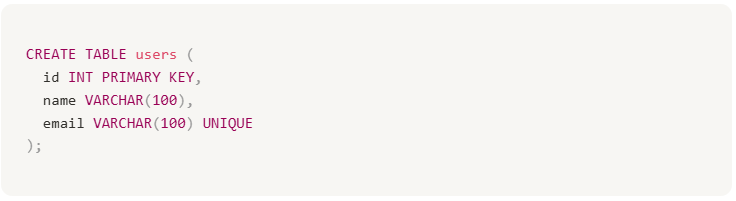 CREATE TABLE users (
  id INT PRIMARY KEY,
  name VARCHAR(100),
  email VARCHAR(100) UNIQUE
);